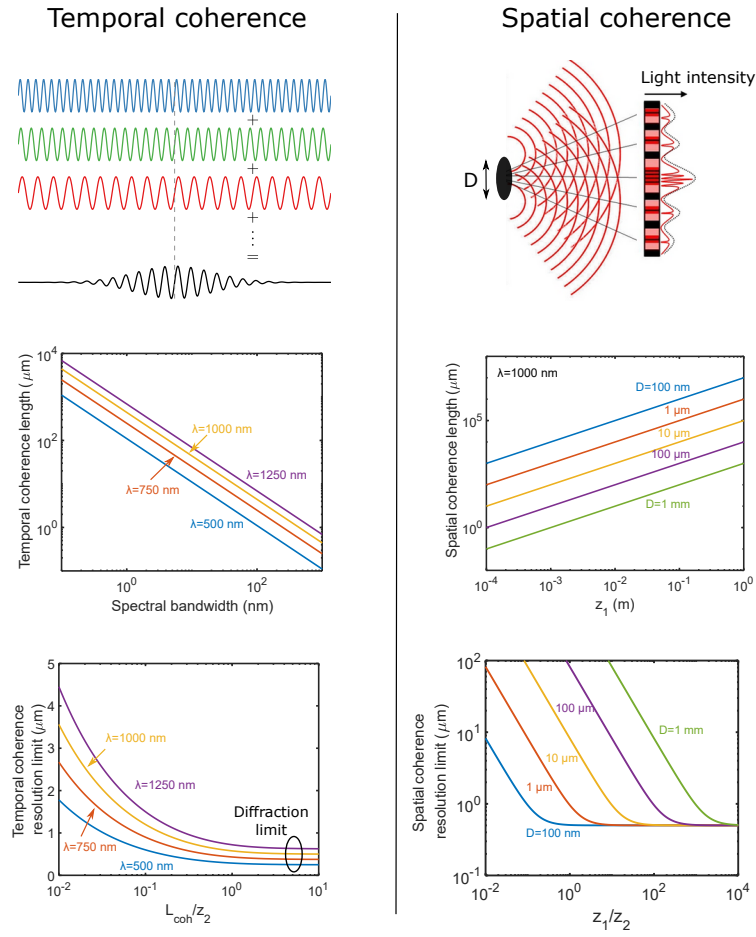 Temporal coherence
+
+
+
⋮
=
Spatial coherence
Light intensity
D
Temporal coherence length (μm)
10^4
10^2
10^0
λ=1000 nm
λ=1250 nm
λ=750 nm
λ=500 nm
10^0
10^2
Spectral bandwidth (nm)
Spatial coherence length (μm)
10^5
10^0
λ=1000 nm
D=100 nm
1 μm
10 μm
100 μm
D=1 mm
10^-4
10^-3
10^-2
10^-1
10^0
z_1 (m)
Temporal coherence
resolution limit (μm)
5
4
3
2
1
0
λ=1000 nm
λ=1250 nm
Diffraction
limit
λ=750 nm
λ=500 nm
10^-2
10^-1
10^0
10^1
L_coh/z_2
Spatial coherence
resolution limit (μm)
10^2
10^1
10^0
10^-1
100 μm
D=1 mm
10 μm
1 μm
D=100 nm
10^-2
10^0
10^2
10^4
z_1/z_2